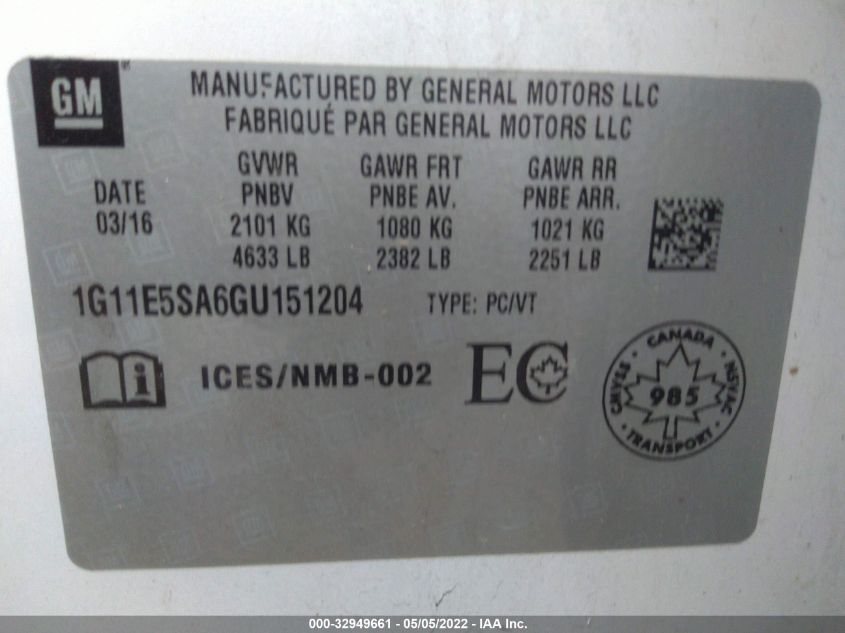 GM
MANUFACTURED BY GENERAL MOTORS LLC
FABRIQUÉ PAR GENERAL MOTORS LLC
DATE
03/16
GVWR
PNBV
2101 KG
4633 LB
GAWR FRT
PNBE AV.
1080 KG
2382 LB
GAWR RR
PNBE ARR.
1021 KG
2251 LB
1G11E5SA6GU151204 TYPE: PC/VT
i ICES/NMB-002 EC
CANADA
CMVSS · NSVAC
985
TRANSPORT
000-32949661 - 05/05/2022 - IAA Inc.